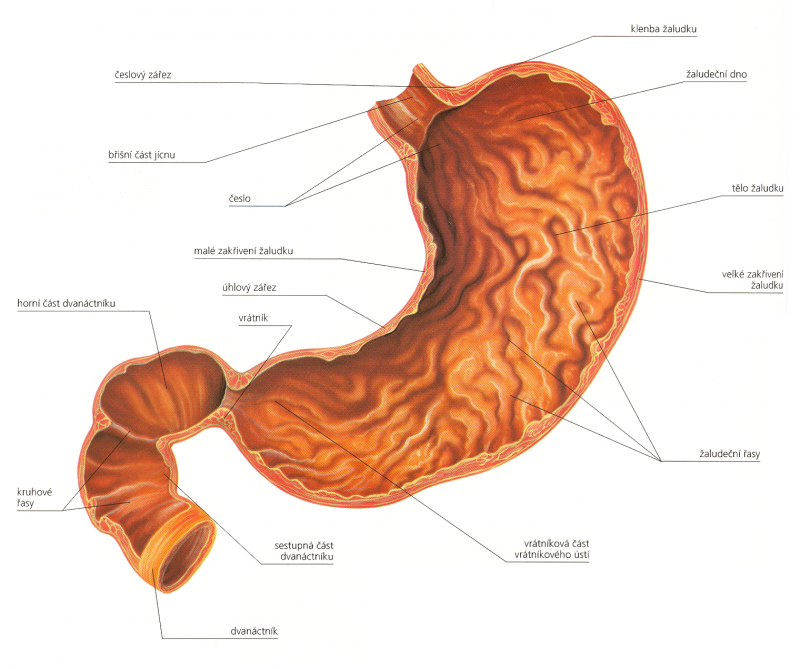 klenba žaludku
česlový zářez
žaludeční dno
břišní část jícnu
tělo žaludku
česlo
malé zakřivení žaludku
velké zakřivení
žaludku
úhlový zářez
horní část dvanáctníku
vrátník
žaludeční řasy
kruhové
řasy
sestupná část
dvanáctníku
vrátníková část
vrátníkového ústí
dvanáctník